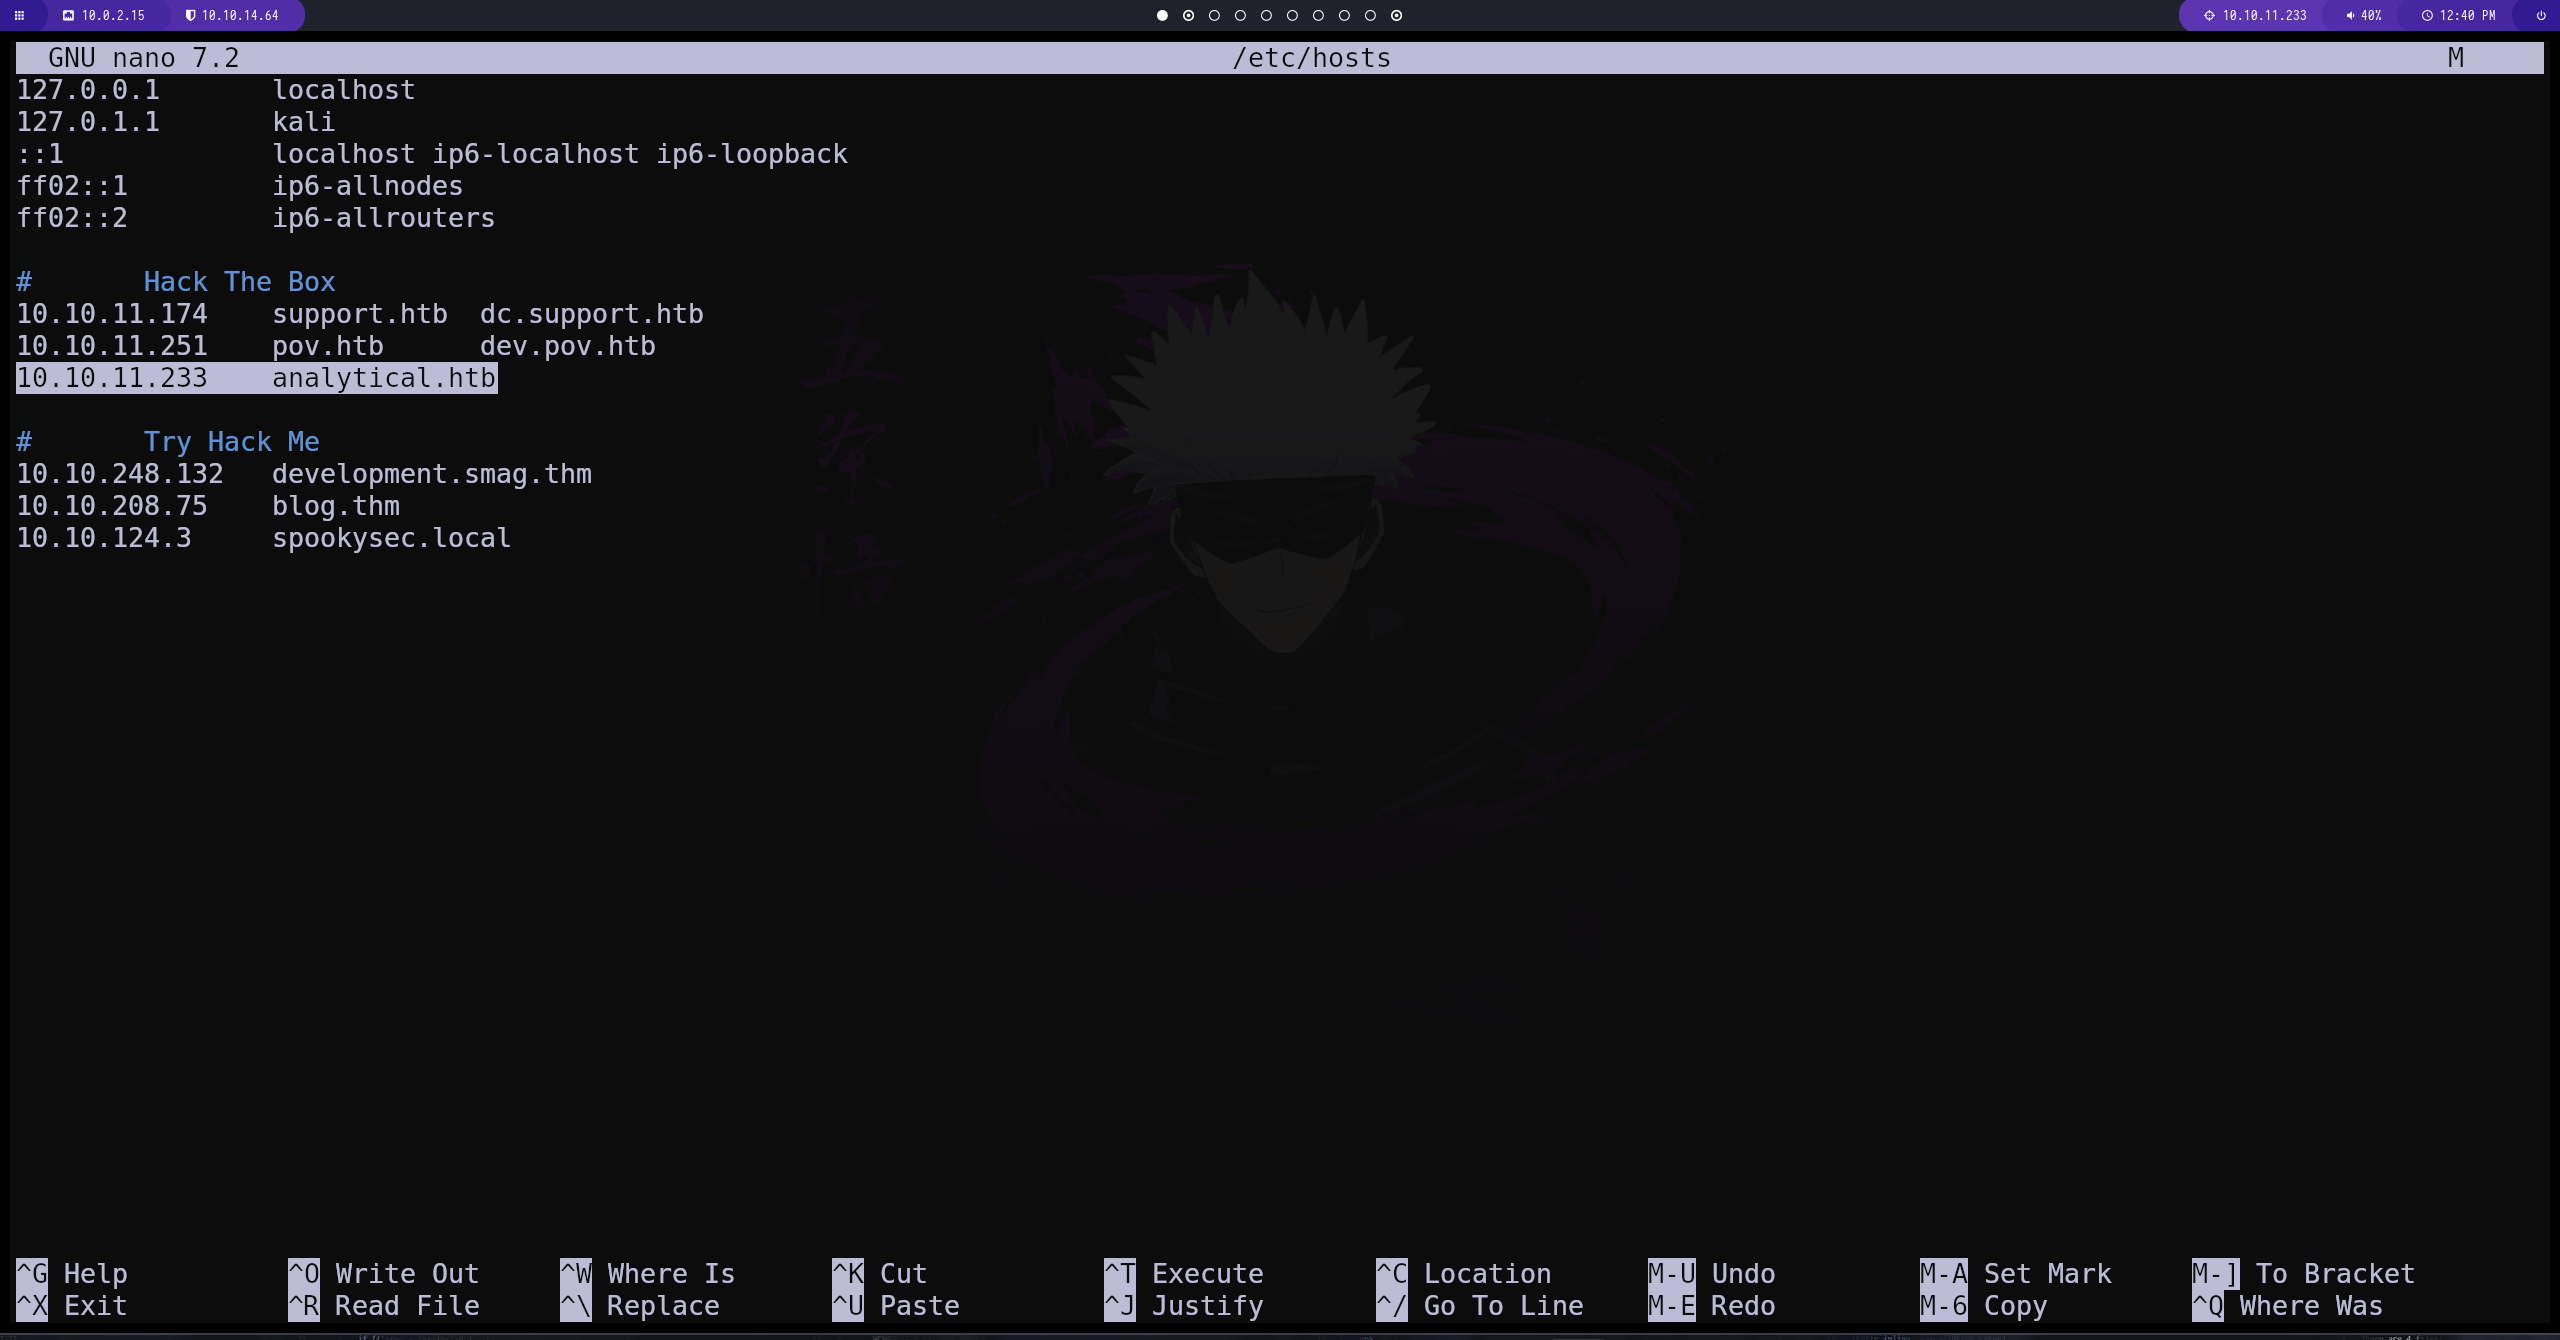 10.0.2.15 10.10.14.64 10.10.11.233 40% 12:40 PM
GNU nano 7.2 /etc/hosts M
127.0.0.1 localhost
127.0.1.1 kali
::1 localhost ip6-localhost ip6-loopback
ff02::1 ip6-allnodes
ff02::2 ip6-allrouters
# Hack The Box
10.10.11.174 support.htb dc.support.htb
10.10.11.251 pov.htb dev.pov.htb
10.10.11.233 analytical.htb
# Try Hack Me
10.10.248.132 development.smag.thm
10.10.208.75 blog.thm
10.10.124.3 spookysec.local
五条悟
^G Help ^O Write Out ^W Where Is ^K Cut ^T Execute ^C Location M-U Undo M-A Set Mark M-] To Bracket
^X Exit ^R Read File ^\ Replace ^U Paste ^J Justify ^/ Go To Line M-E Redo M-6 Copy ^Q Where Was